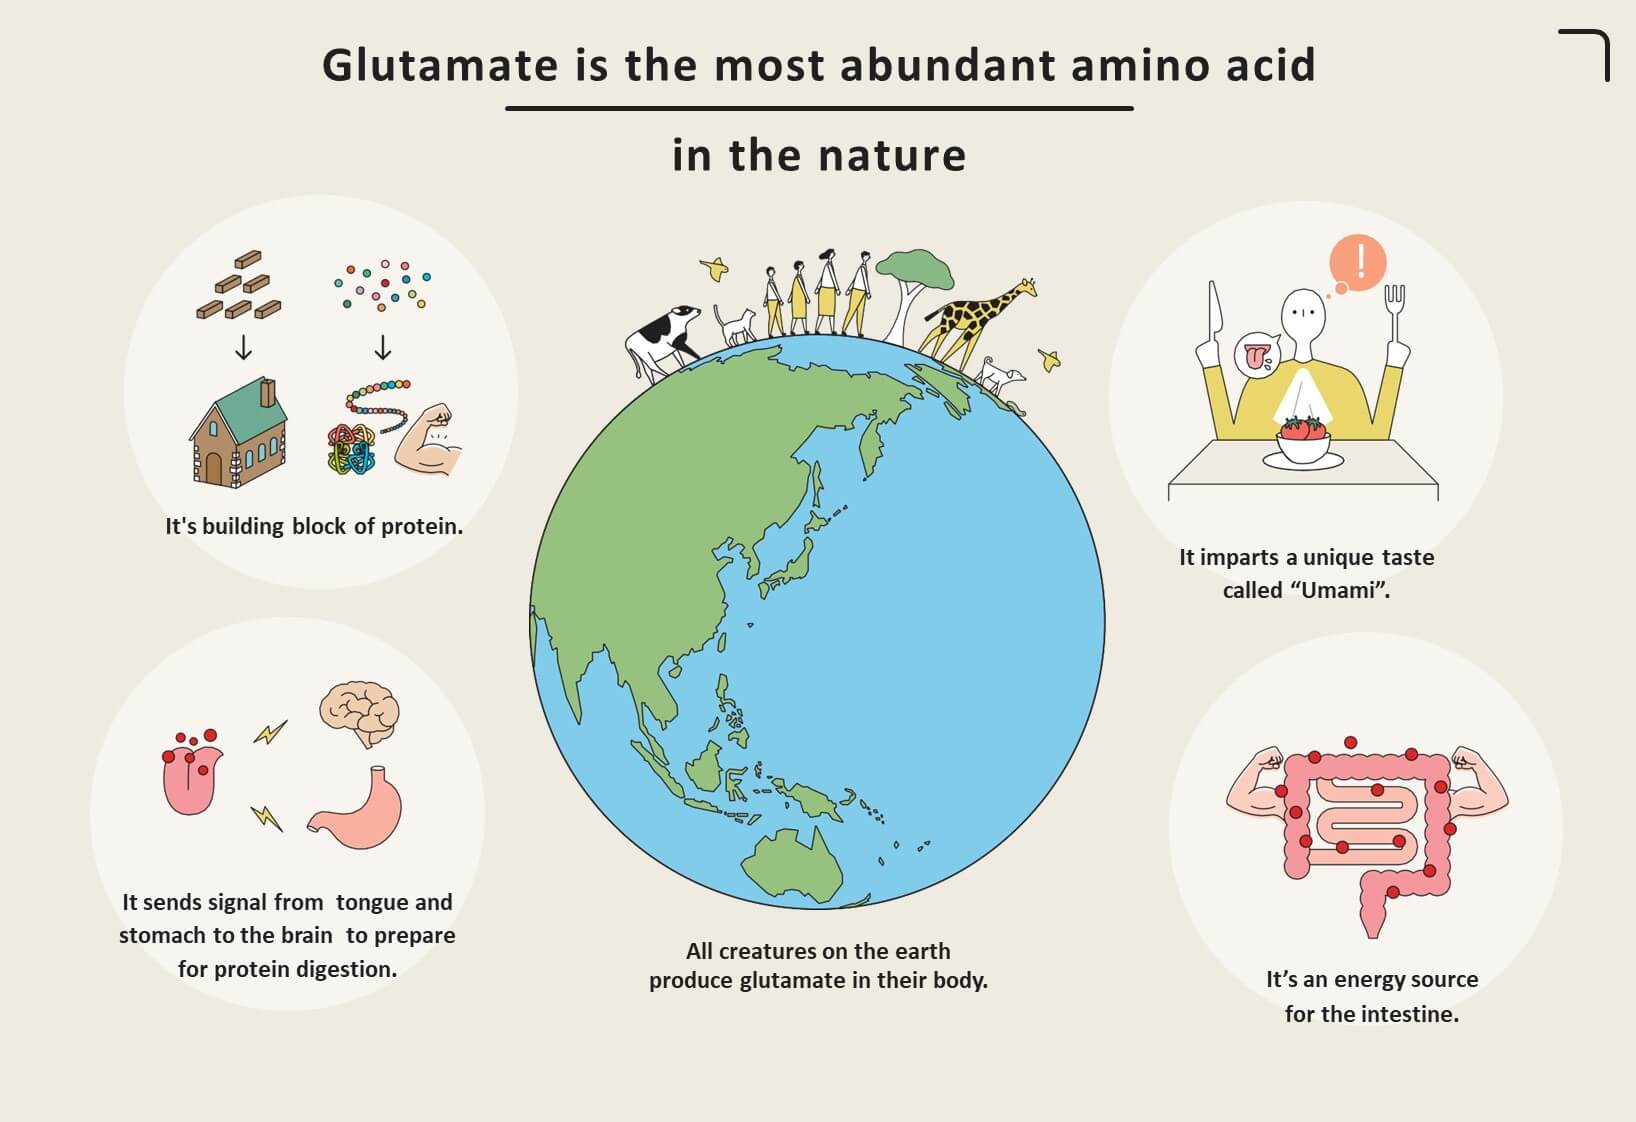 Glutamate is the most abundant amino acid
in the nature
!
It's building block of protein.
It imparts a unique taste
called “Umami”.
It sends signal from tongue and
stomach to the brain to prepare
for protein digestion.
All creatures on the earth
produce glutamate in their body.
It’s an energy source
for the intestine.